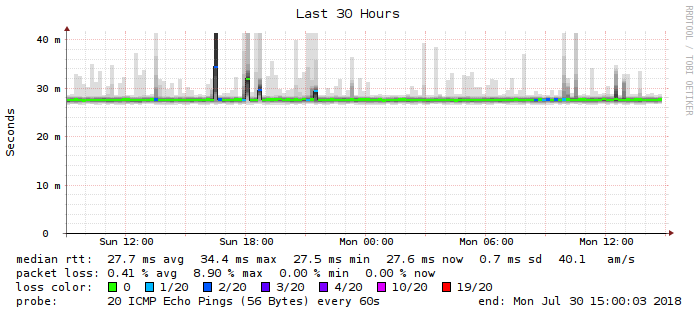 Last 30 Hours
RRDTOOL / TOBI OETIKER
Seconds
40 m
30 m
20 m
10 m
0
Sun 12:00 Sun 18:00 Mon 00:00 Mon 06:00 Mon 12:00
median rtt: 27.7 ms avg 34.4 ms max 27.5 ms min 27.6 ms now 0.7 ms sd 40.1 am/s
packet loss: 0.41 % avg 8.90 % max 0.00 % min 0.00 % now
loss color: 0 1/20 2/20 3/20 4/20 10/20 19/20
probe: 20 ICMP Echo Pings (56 Bytes) every 60s end: Mon Jul 30 15:00:03 2018